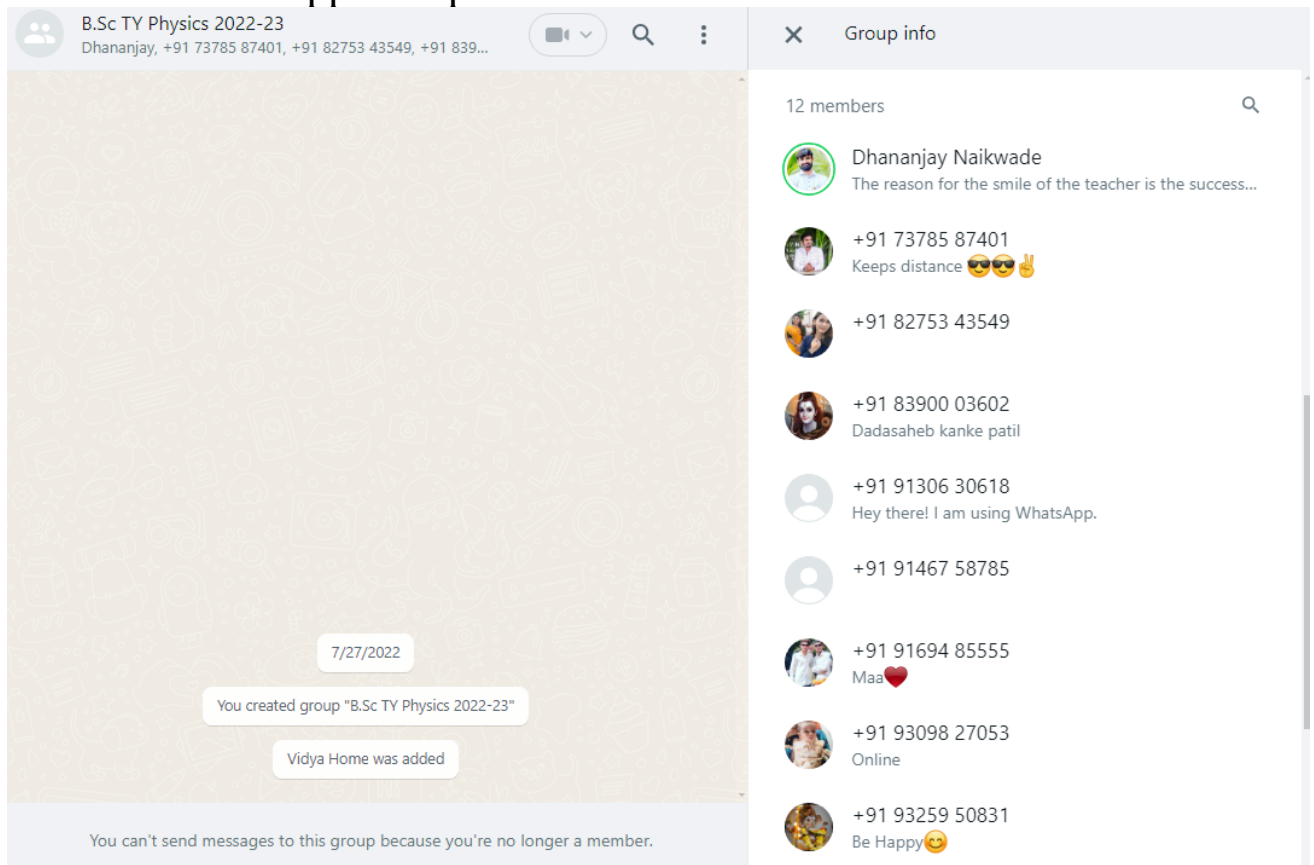 B.Sc TY Physics 2022-23
Dhananjay, +91 73785 87401, +91 82753 43549, +91 839...
7/27/2022
You created group "B.Sc TY Physics 2022-23"
Vidya Home was added
You can't send messages to this group because you're no longer a member.
Group info
12 members
Dhananjay Naikwade
The reason for the smile of the teacher is the success...
+91 73785 87401
Keeps distance 😎😎✌
+91 82753 43549
+91 83900 03602
Dadasaheb kanke patil
+91 91306 30618
Hey there! I am using WhatsApp.
+91 91467 58785
+91 91694 85555
Maa❤
+91 93098 27053
Online
+91 93259 50831
Be Happy😊